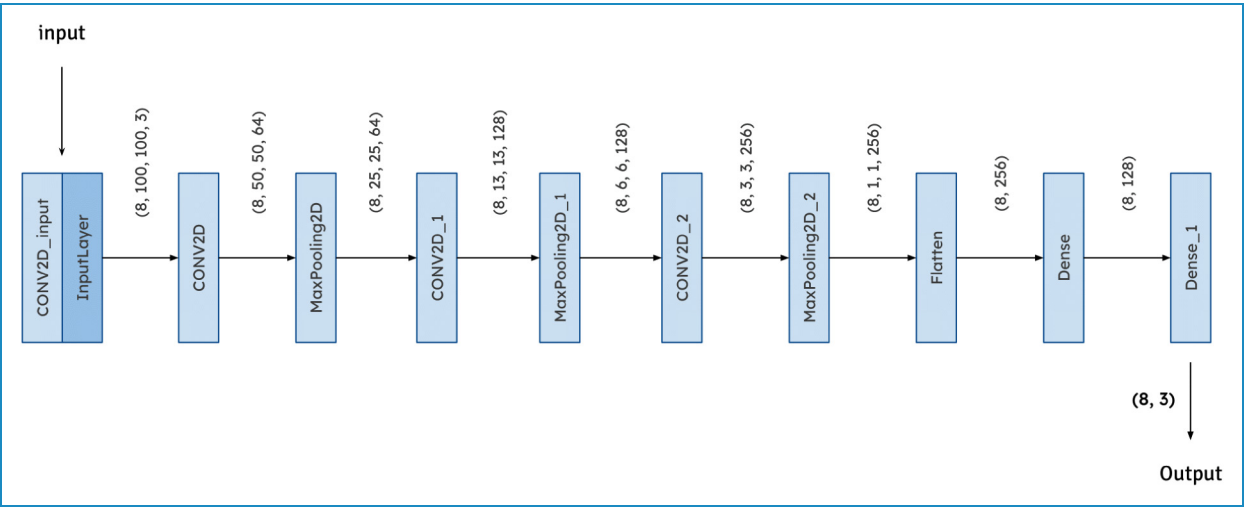 input
CONV2D_input
InputLayer
(8, 100, 100, 3)
CONV2D
(8, 50, 50, 64)
MaxPooling2D
(8, 25, 25, 64)
CONV2D_1
(8, 13, 13, 128)
MaxPooling2D_1
(8, 6, 6, 128)
CONV2D_2
(8, 3, 3, 256)
MaxPooling2D_2
(8, 1, 1, 256)
Flatten
(8, 256)
Dense
(8, 128)
Dense_1
(8, 3)
Output